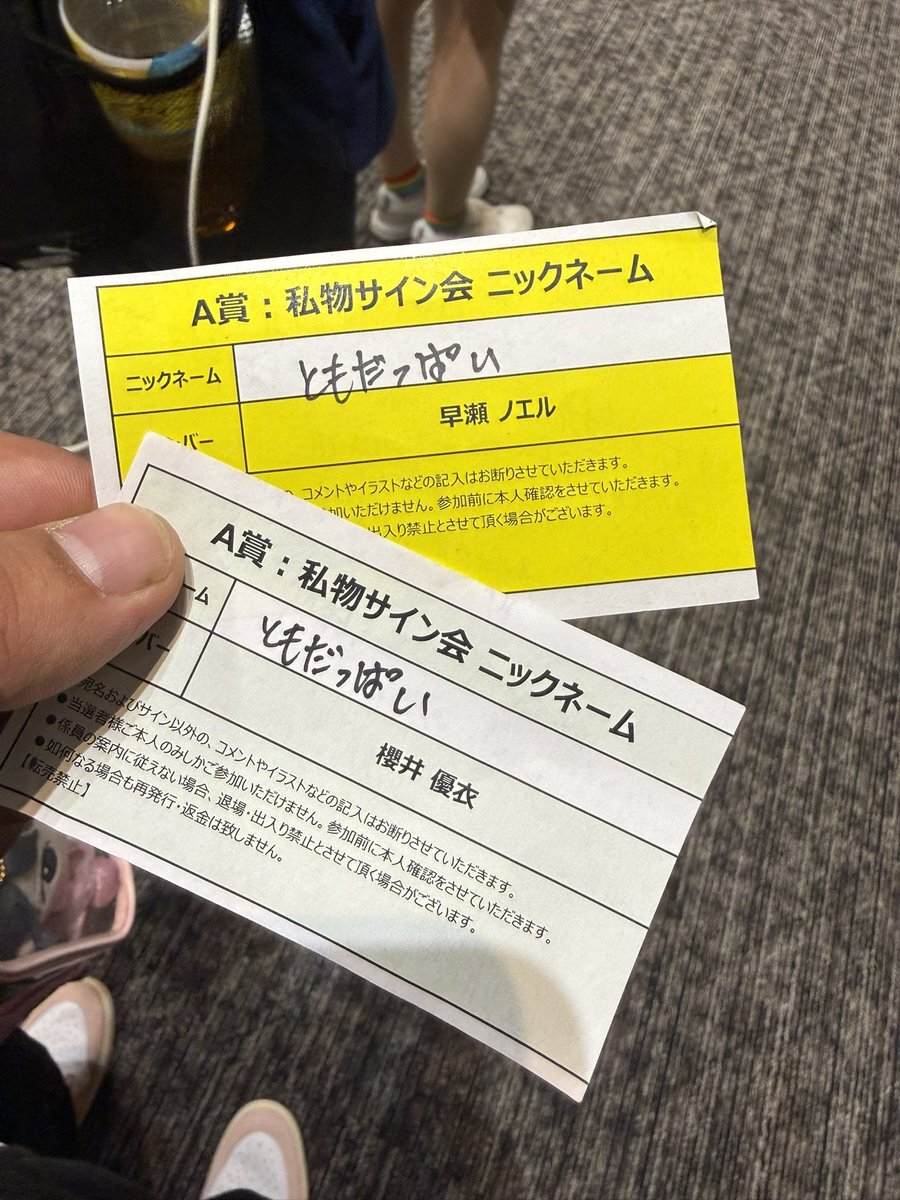 A賞：私物サイン会 ニックネーム
ニックネーム
ともだっぱい
バー
早瀬 ノエル
の、コメントやイラストなどの記入はお断りさせていただきます。
参加いただけません。参加前に本人確認をさせていただきます。
出入り禁止とさせて頂く場合がございます。
A賞：私物サイン会 ニックネーム
ーム
ともだっぱい
バー
櫻井 優衣
宛名およびサイン以外の、コメントやイラストなどの記入はお断りさせていただきます。
●当選者様ご本人のみしかご参加いただけません。参加前に本人確認をさせていただきます。
●係員の案内に従えない場合、退場・出入り禁止とさせて頂く場合がございます。
●如何なる場合も再発行・返金は致しません。
【転売禁止】